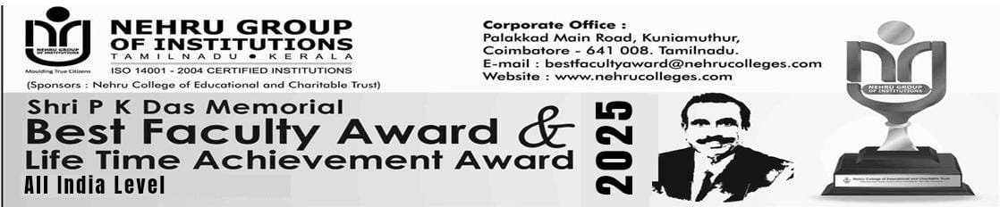 NEHRU GROUP
OF INSTITUTIONS
Moulding True Citizens
NEHRU GROUP
OF INSTITUTIONS
TAMILNADU • KERALA
ISO 14001 - 2004 CERTIFIED INSTITUTIONS
(Sponsors : Nehru College of Educational and Charitable Trust)
Corporate Office :
Palakkad Main Road, Kuniamuthur,
Coimbatore - 641 008. Tamilnadu.
E-mail : bestfacultyaward@nehrucolleges.com
Website : www.nehrucolleges.com
Shri P K Das Memorial
Best Faculty Award &
Life Time Achievement Award
All India Level
2025
NEHRU GROUP
OF INSTITUTIONS
Nehru College of Educational and Charitable Trust